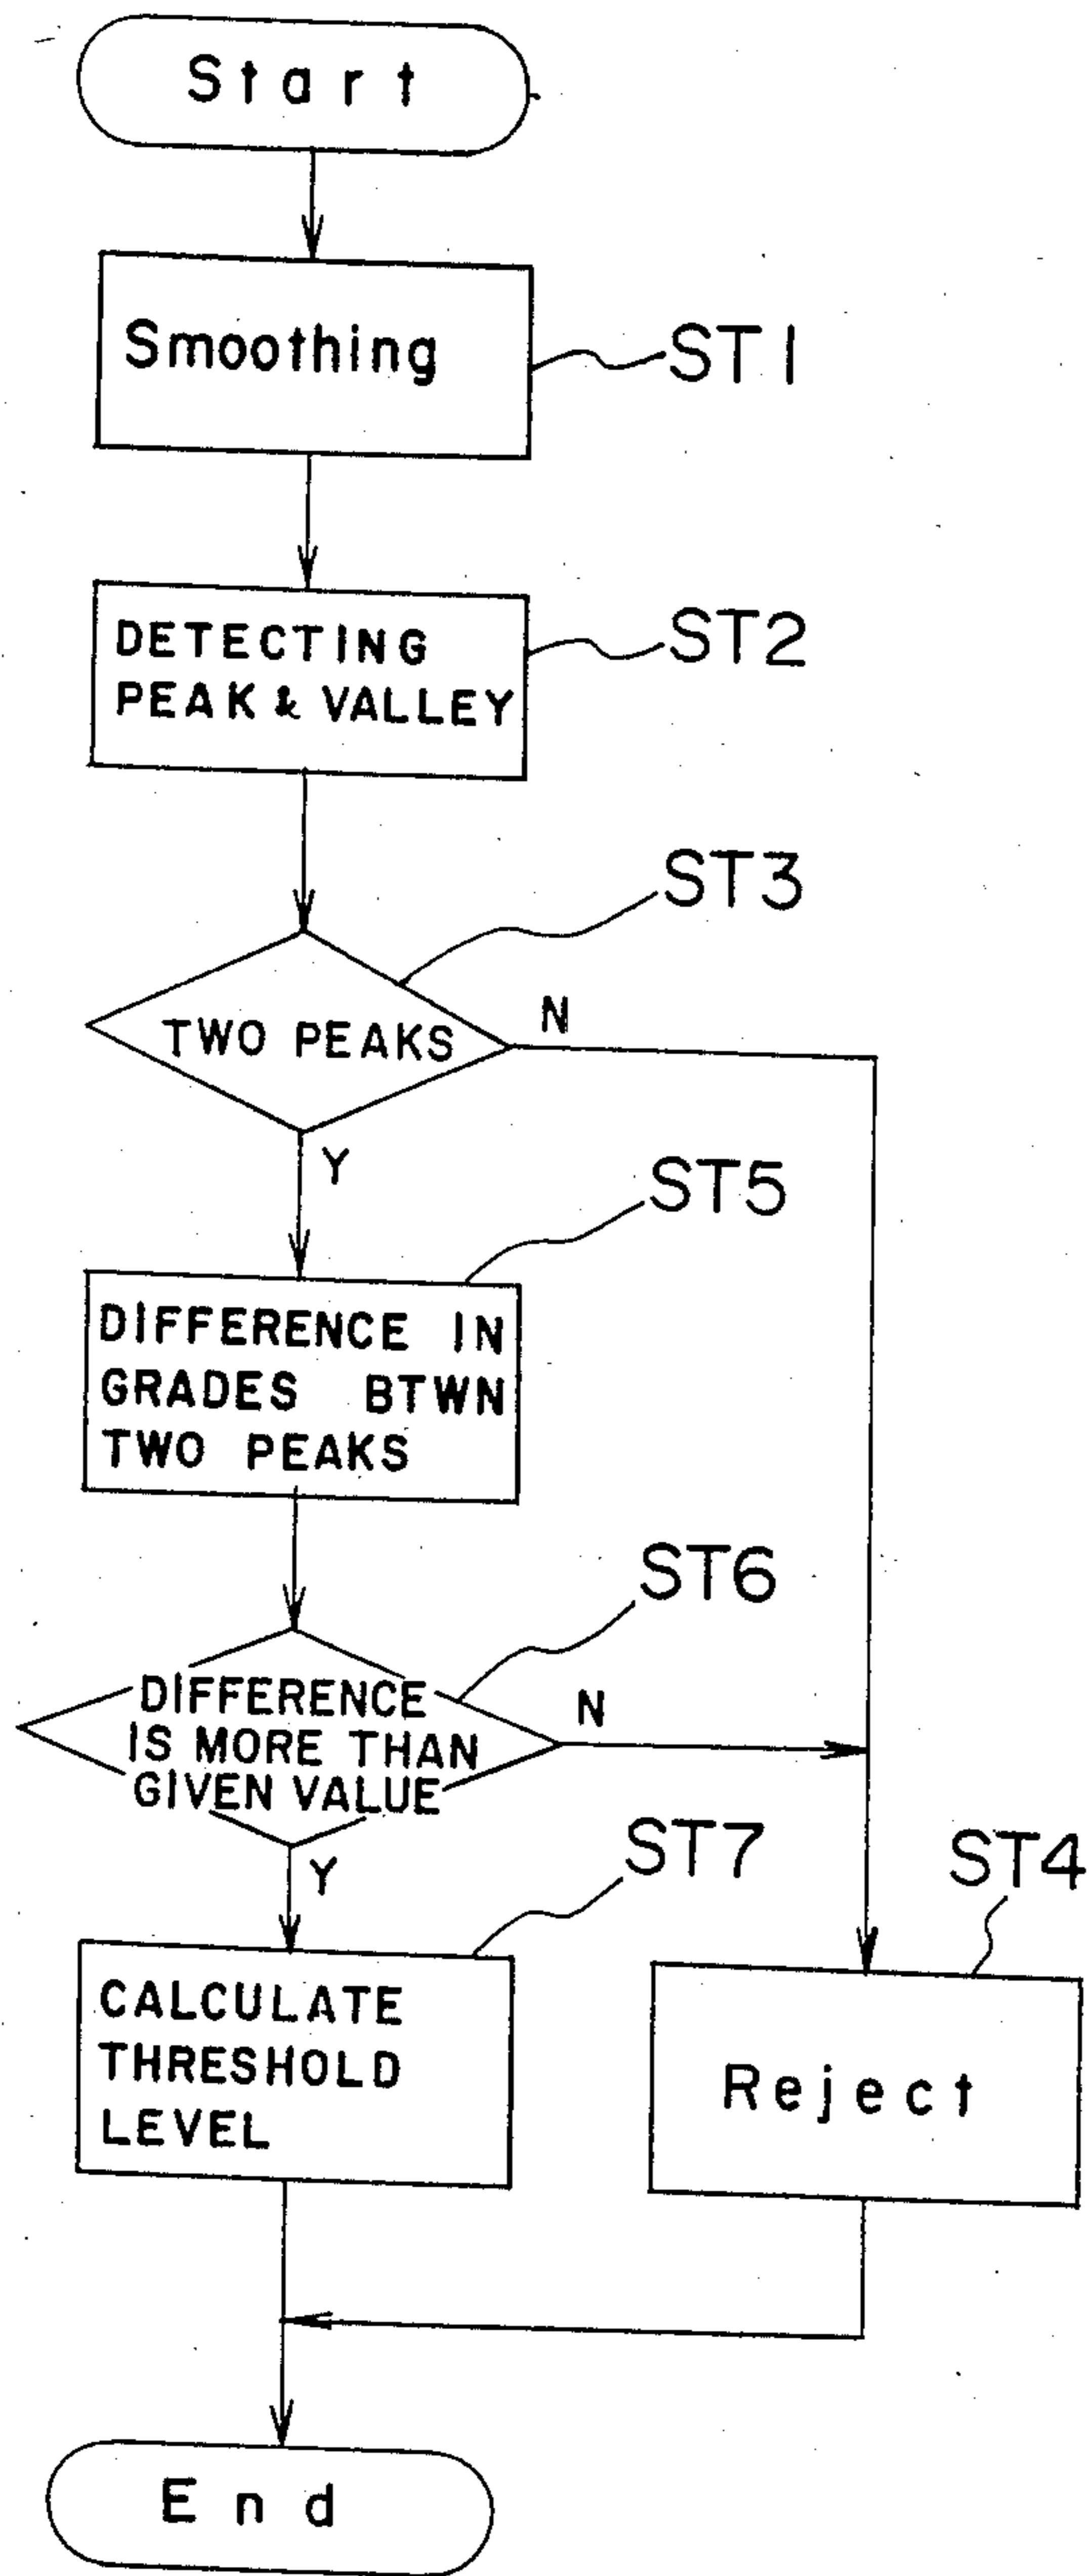 Start
Smoothing
ST1
DETECTING
PEAK & VALLEY
ST2
ST3
TWO PEAKS
N
Y
ST5
DIFFERENCE IN
GRADES BTWN
TWO PEAKS
ST6
DIFFERENCE
IS MORE THAN
GIVEN VALUE
N
Y
ST7
CALCULATE
THRESHOLD
LEVEL
ST4
Reject
End